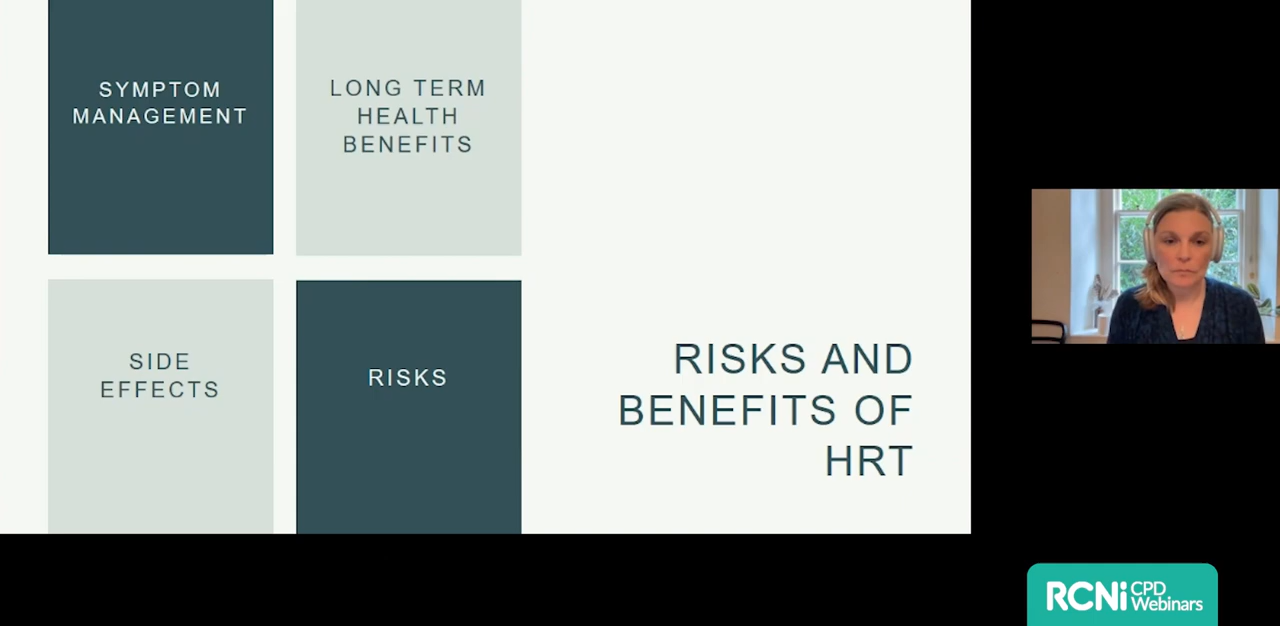 SYMPTOM
MANAGEMENT
LONG TERM
HEALTH
BENEFITS
SIDE
EFFECTS
RISKS
RISKS AND
BENEFITS OF
HRT
RCNi CPD
Webinars